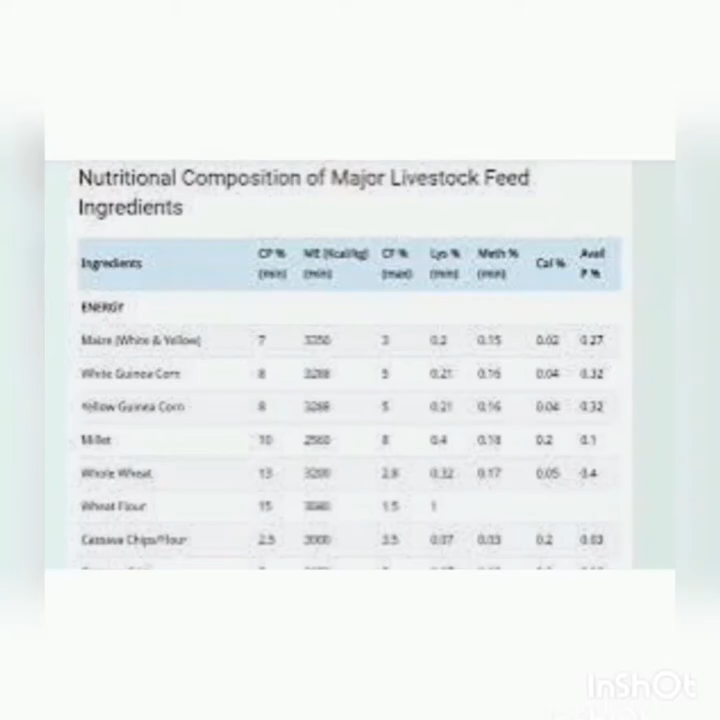 Nutritional Composition of Major Livestock Feed
Ingredients
Ingredients CP % (min) ME (Kcal/kg) (min) CF % (max) Lys % (min) Meth % (min) Cal % Avail P %
ENERGY
Maize (White & Yellow) 7 3 0.2 0.15 0.02 0.27
White Guinea Corn 8 5 0.21 0.16 0.04 0.32
Yellow Guinea Corn 8 5 0.21 0.16 0.04 0.32
Millet 10 8 0.4 0.18 0.2 0.1
Whole Wheat 13 3200 2.8 0.32 0.17 0.05 0.4
Wheat Flour 15 1.5 1
Cassava Chips/Flour 2.5 3000 3.5 0.07 0.03 0.2 0.03
InShOt